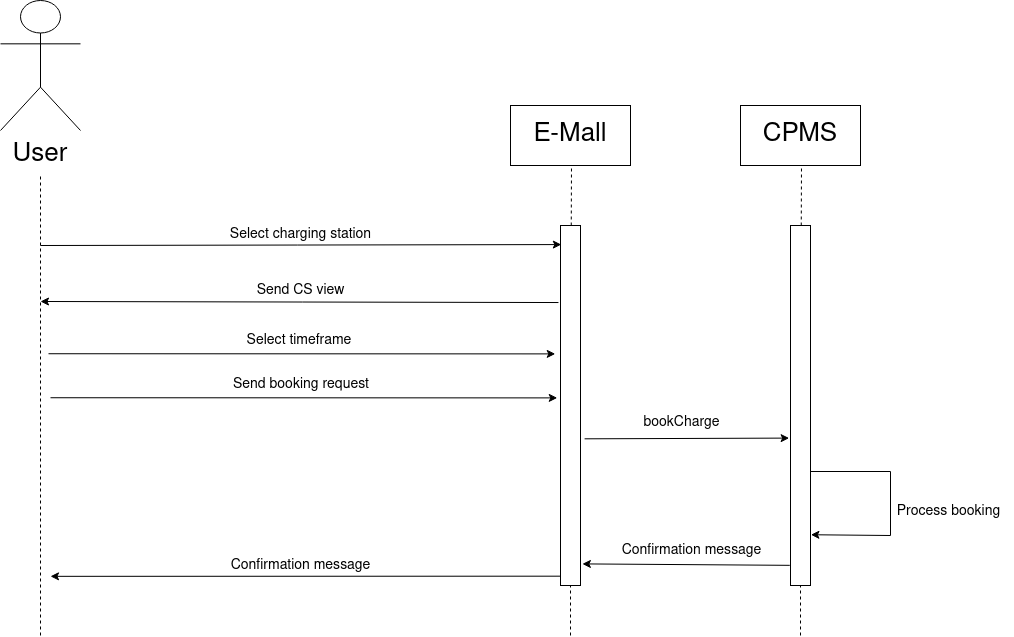 User
E-Mall
CPMS
Select charging station
Send CS view
Select timeframe
Send booking request
bookCharge
Process booking
Confirmation message
Confirmation message